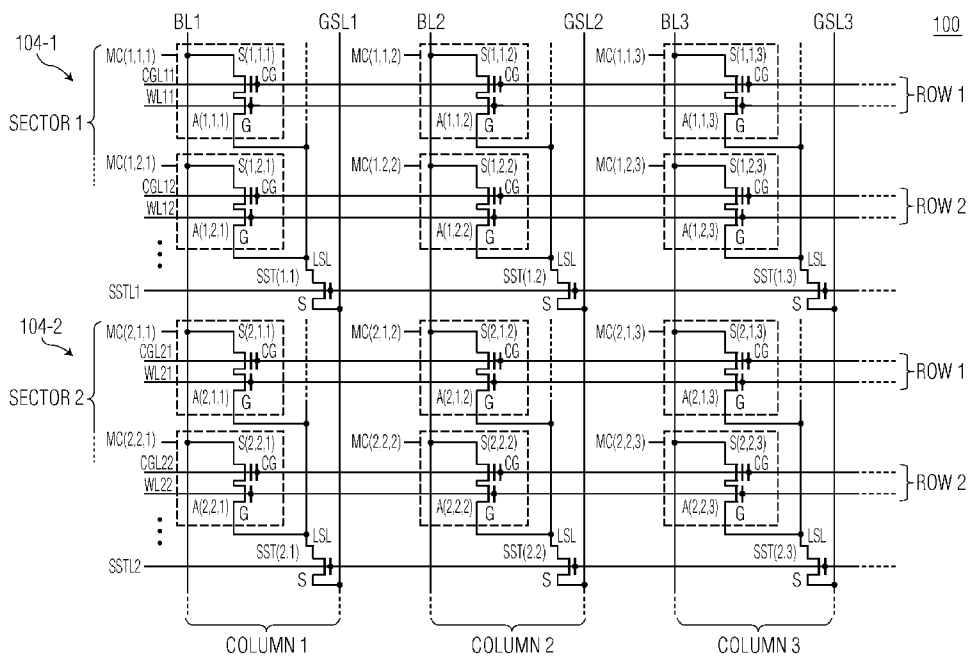 BL1 GSL1 BL2 GSL2 BL3 GSL3 100
104-1
MC(1,1,1) S(1,1,1) MC(1,1,2) S(1,1,2) MC(1,1,3) S(1,1,3)
CGL11 CG CG CG
ROW 1
WL11
SECTOR 1
A(1,1,1) G A(1,1,2) G A(1,1,3) G
MC(1,2,1) S(1,2,1) MC(1,2,2) S(1,2,2) MC(1,2,3) S(1,2,3)
CGL12 CG CG CG
ROW 2
WL12
A(1,2,1) G A(1,2,2) G A(1,2,3) G
LSL LSL LSL
SST(1.1) SST(1.2) SST(1.3)
SSTL1
S S S
104-2
MC(2,1,1) S(2,1,1) MC(2,1,2) S(2,1,2) MC(2,1,3) S(2,1,3)
CGL21 CG CG CG
ROW 1
WL21
SECTOR 2
A(2,1,1) G A(2,1,2) G A(2,1,3) G
MC(2,2,1) S(2,2,1) MC(2,2,2) S(2,2,2) MC(2,2,3) S(2,2,3)
CGL22 CG CG CG
ROW 2
WL22
A(2,2,1) G A(2,2,2) G A(2,2,3) G
LSL LSL LSL
SST(2.1) SST(2.2) SST(2.3)
SSTL2
S S S
COLUMN 1 COLUMN 2 COLUMN 3